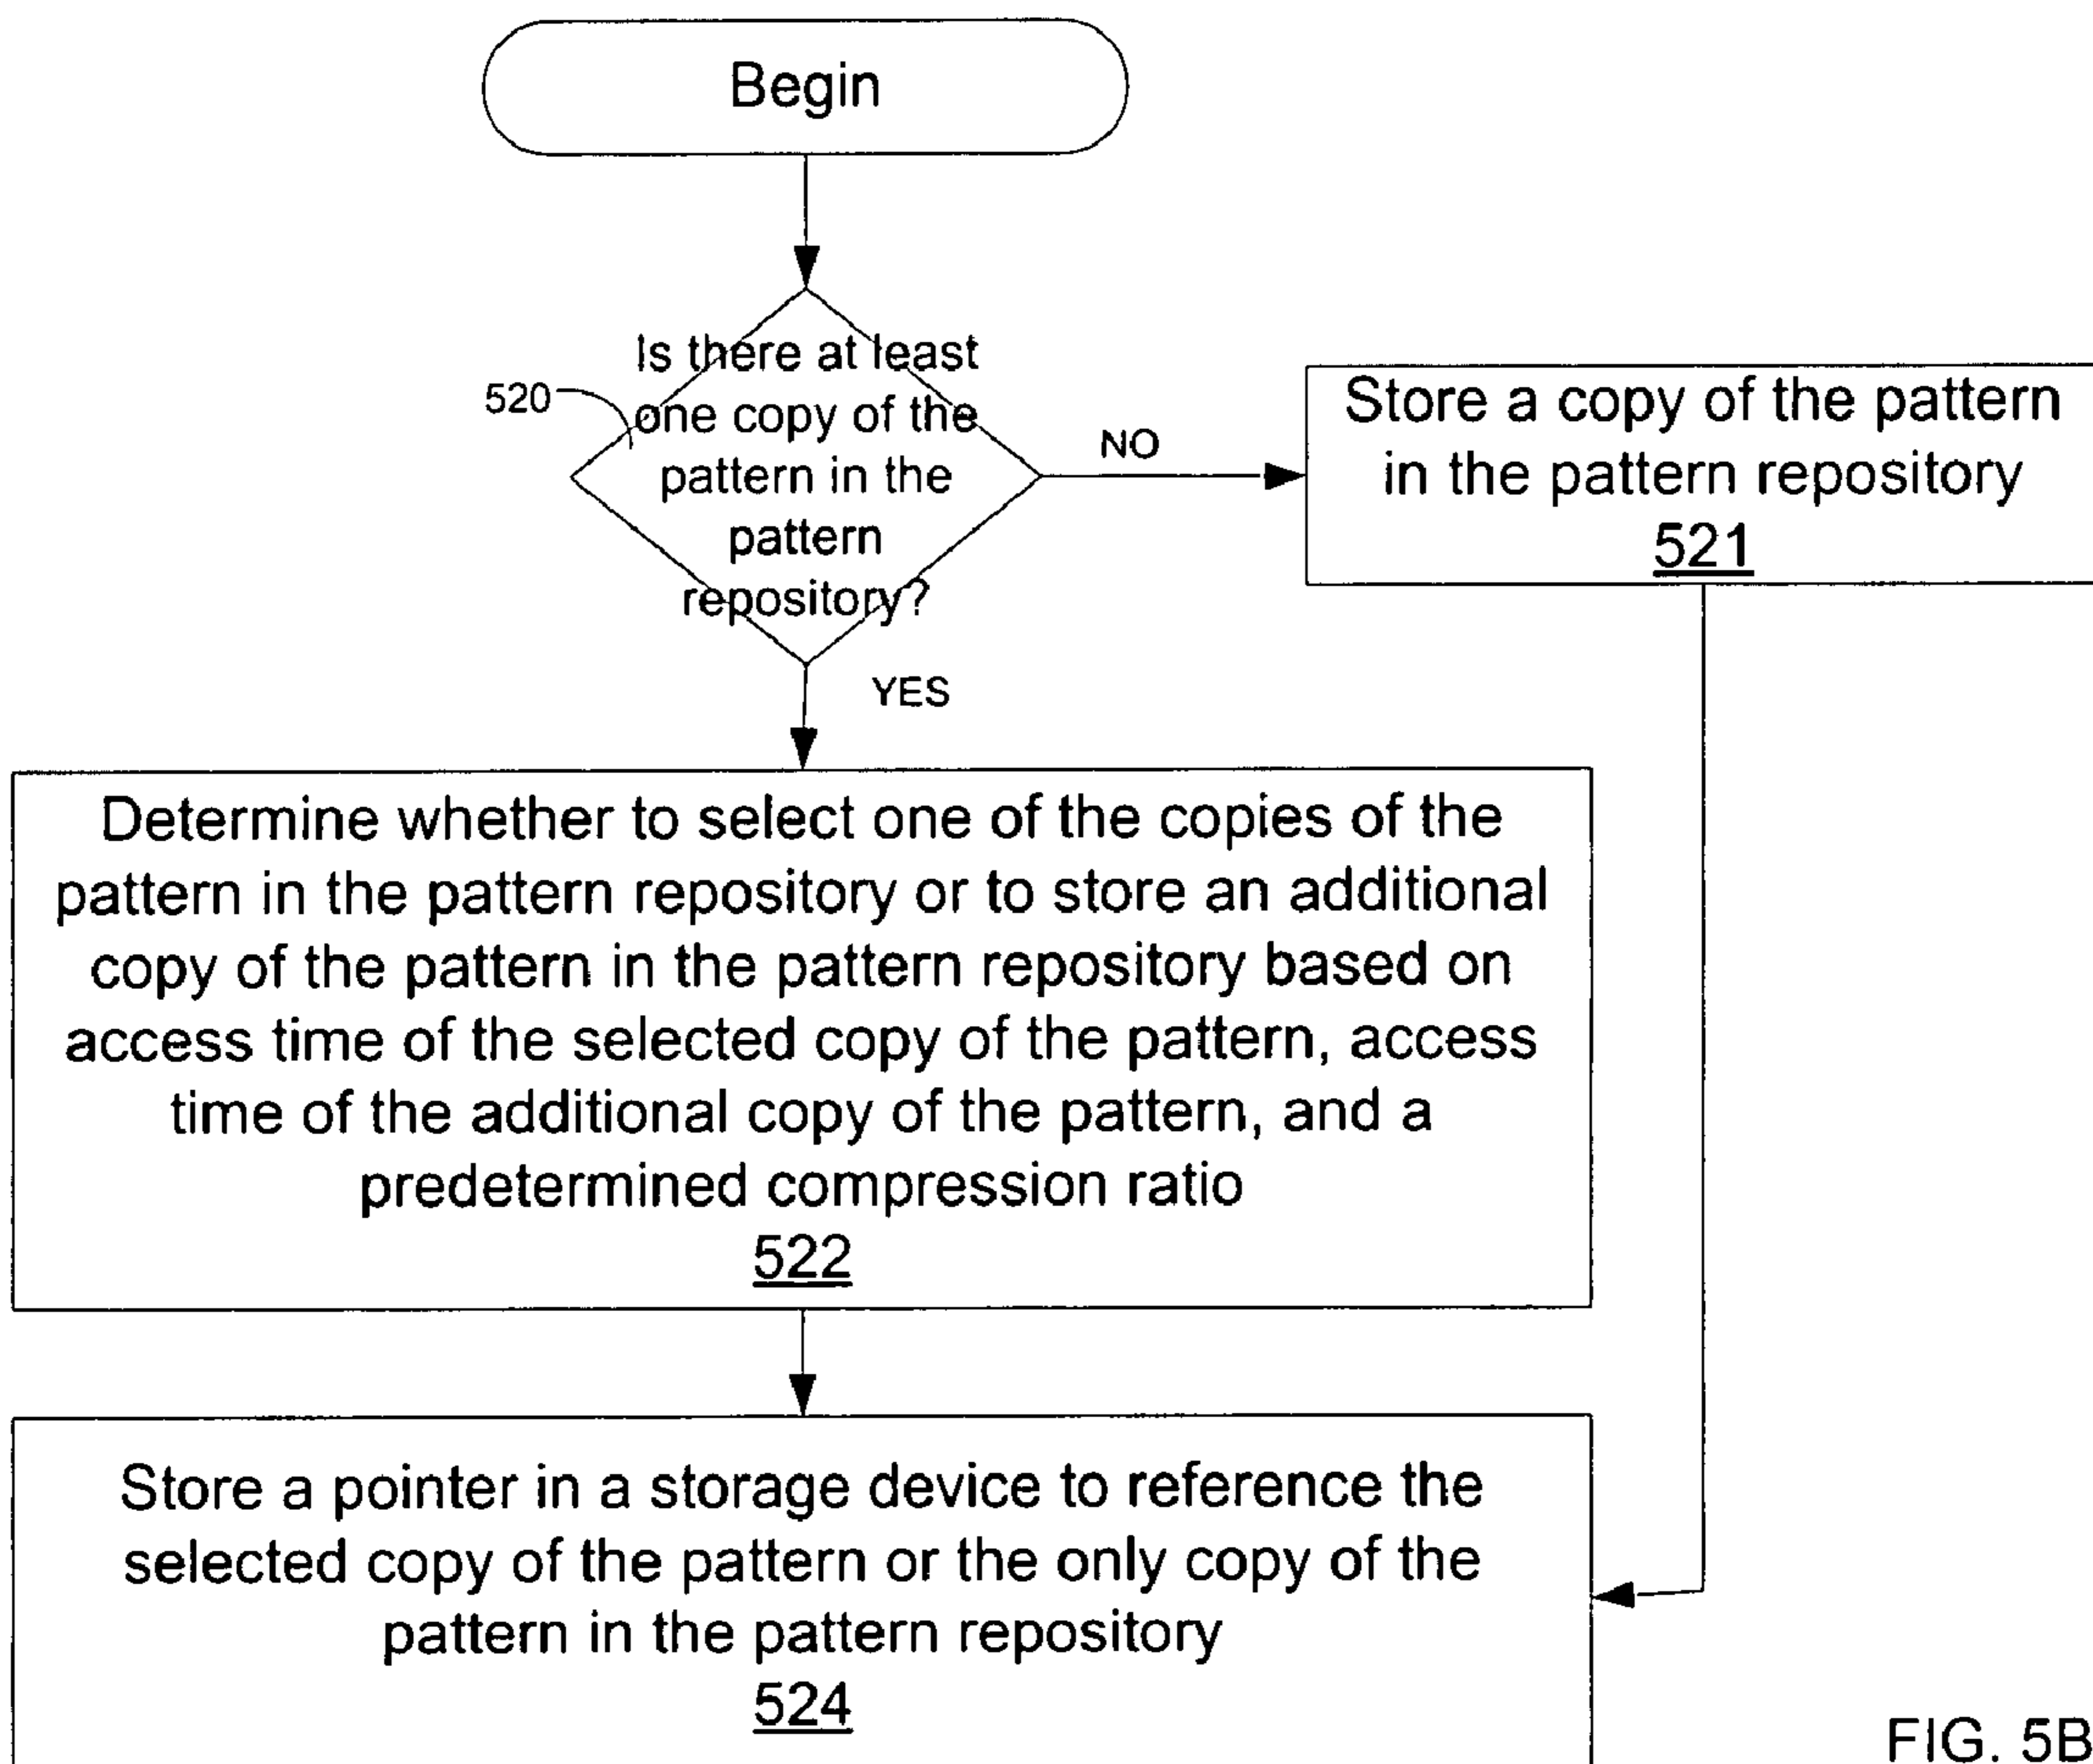 Begin
Is there at least
one copy of the
pattern in the
pattern
repository?
520
NO
Store a copy of the pattern
in the pattern repository
521
YES
Determine whether to select one of the copies of the
pattern in the pattern repository or to store an additional
copy of the pattern in the pattern repository based on
access time of the selected copy of the pattern, access
time of the additional copy of the pattern, and a
predetermined compression ratio
522
Store a pointer in a storage device to reference the
selected copy of the pattern or the only copy of the
pattern in the pattern repository
524
FIG. 5B